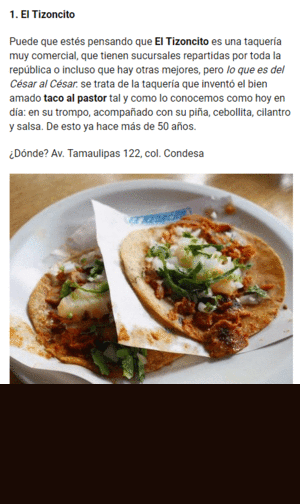 1. El Tizoncito
Puede que estés pensando que El Tizoncito es una taquería
muy comercial, que tienen sucursales repartidas por toda la
república o incluso que hay otras mejores, pero lo que es del
César al César: se trata de la taquería que inventó el bien
amado taco al pastor tal y como lo conocemos como hoy en
día: en su trompo, acompañado con su piña, cebollita, cilantro
y salsa. De esto ya hace más de 50 años.
¿Dónde? Av. Tamaulipas 122, col. Condesa